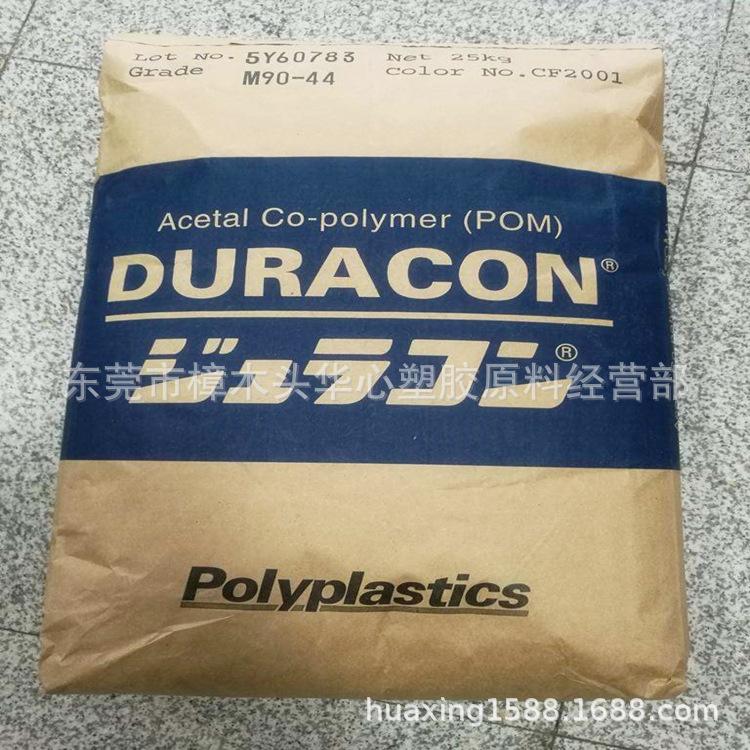 Lot No. 5Y60783 Net 25kg
Grade M90-44 Color No.CF2001
Acetal Co-polymer (POM)
DURACON®
ジュラコン®
东莞市樟木头华心塑胶原料经营部
Polyplastics
huaxing1588.1688.com